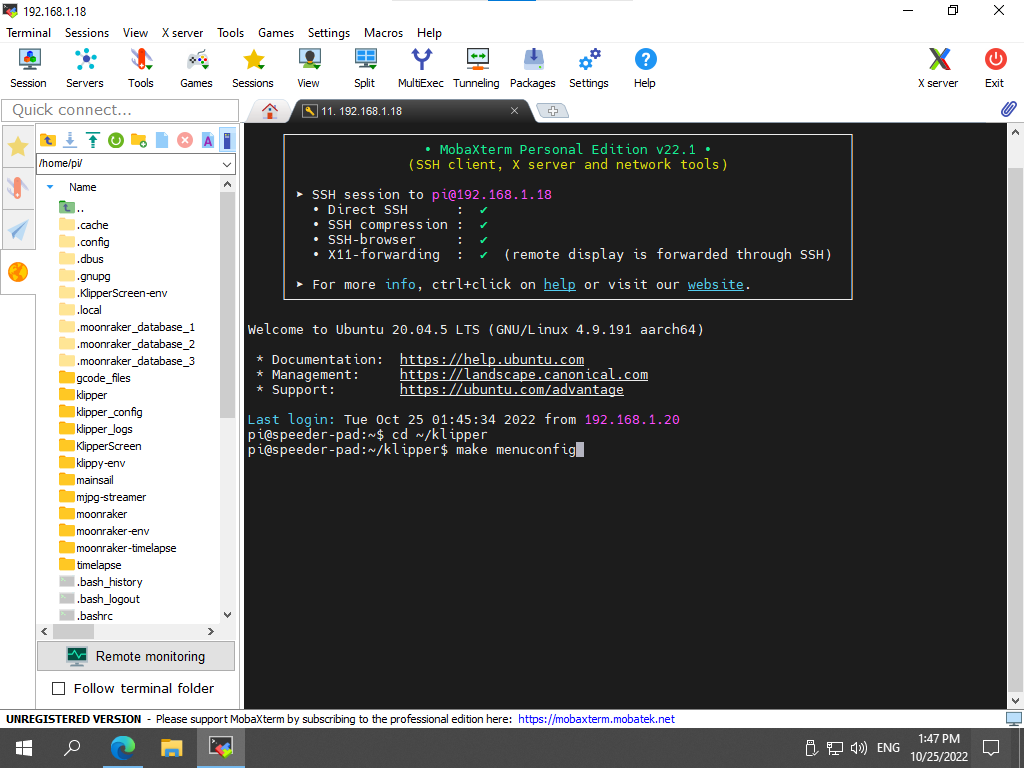 192.168.1.18
Terminal Sessions View X server Tools Games Settings Macros Help
Session Servers Tools Games Sessions View Split MultiExec Tunneling Packages Settings Help X server Exit
Quick connect...
11. 192.168.1.18
/home/pi/
Name
..
.cache
.config
.dbus
.gnupg
.KlipperScreen-env
.local
.moonraker_database_1
.moonraker_database_2
.moonraker_database_3
gcode_files
klipper
klipper_config
klipper_logs
KlipperScreen
klippy-env
mainsail
mjpg-streamer
moonraker
moonraker-env
moonraker-timelapse
timelapse
.bash_history
.bash_logout
.bashrc
Remote monitoring
Follow terminal folder
• MobaXterm Personal Edition v22.1 •
(SSH client, X server and network tools)
➤ SSH session to pi@192.168.1.18
• Direct SSH : ✔
• SSH compression : ✔
• SSH-browser : ✔
• X11-forwarding : ✔ (remote display is forwarded through SSH)
➤ For more info, ctrl+click on help or visit our website.
Welcome to Ubuntu 20.04.5 LTS (GNU/Linux 4.9.191 aarch64)
* Documentation: https://help.ubuntu.com
* Management: https://landscape.canonical.com
* Support: https://ubuntu.com/advantage
Last login: Tue Oct 25 01:45:34 2022 from 192.168.1.20
pi@speeder-pad:~$ cd ~/klipper
pi@speeder-pad:~/klipper$ make menuconfig
UNREGISTERED VERSION - Please support MobaXterm by subscribing to the professional edition here: https://mobaxterm.mobatek.net
ENG
1:47 PM
10/25/2022